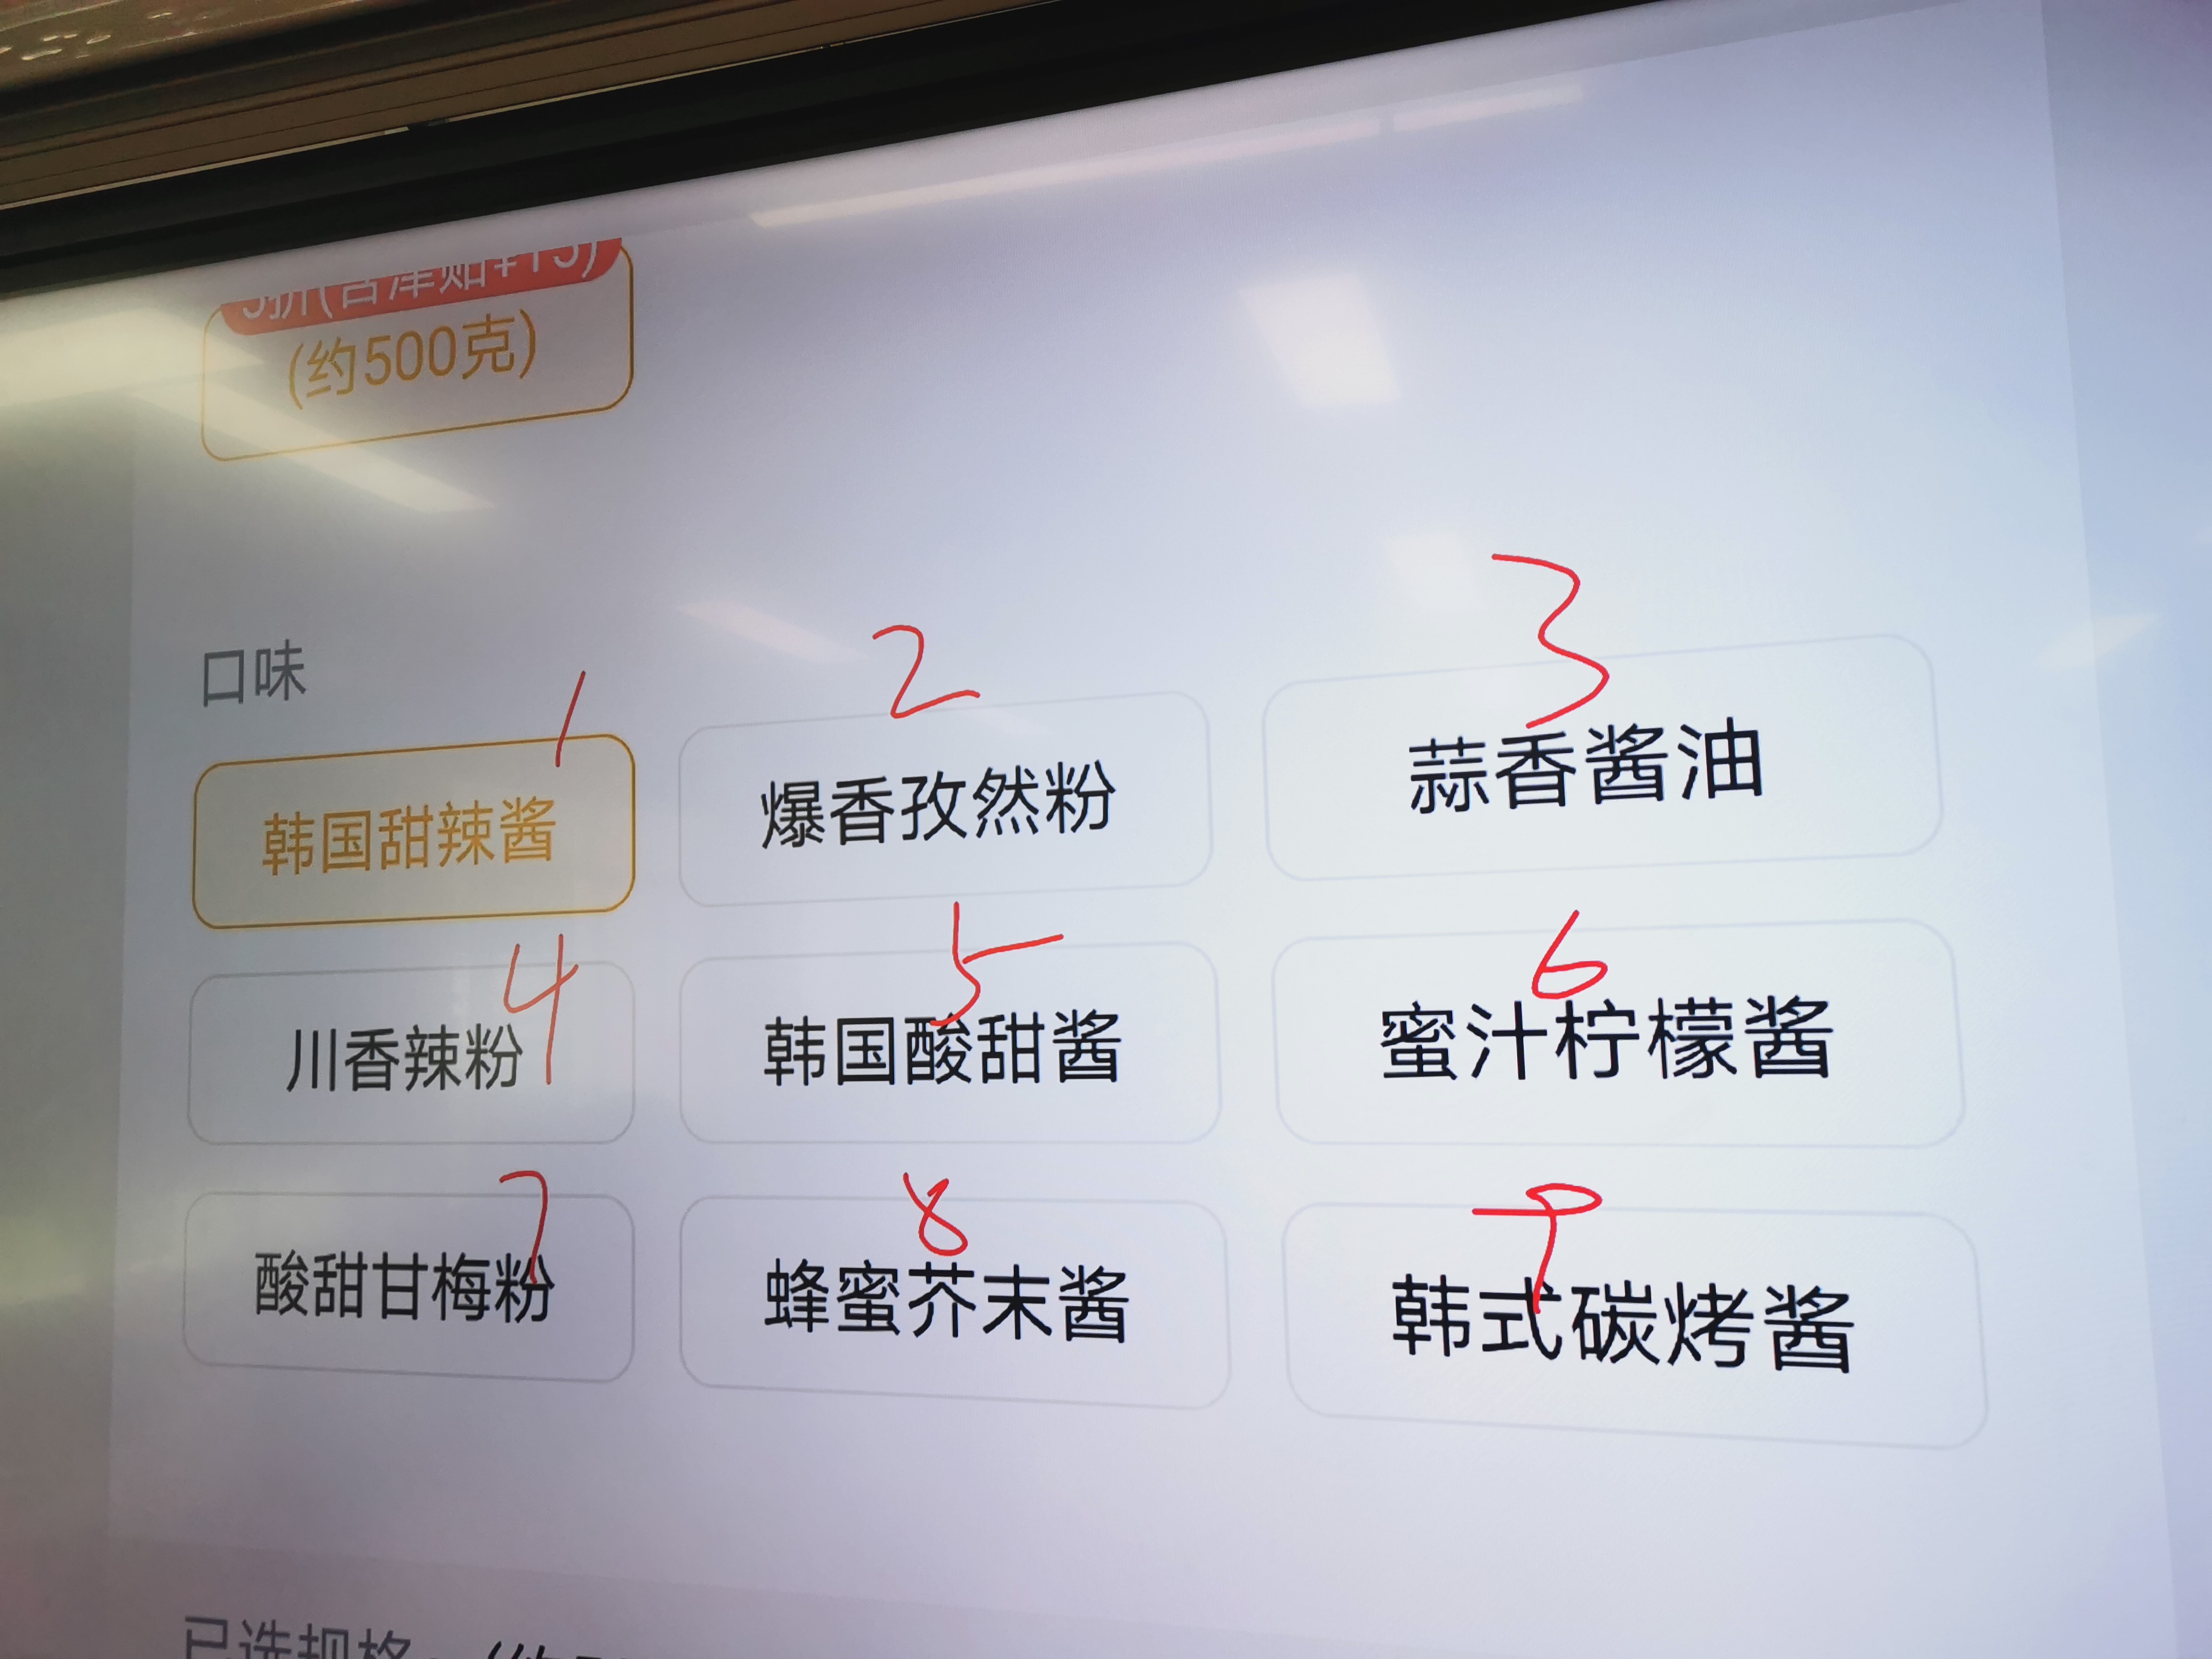 (约500克)
口味
1 2 3
韩国甜辣酱 爆香孜然粉 蒜香酱油
4 5 6
川香辣粉 韩国酸甜酱 蜜汁柠檬酱
7 8 9
酸甜甘梅粉 蜂蜜芥末酱 韩式碳烤酱
已选规格